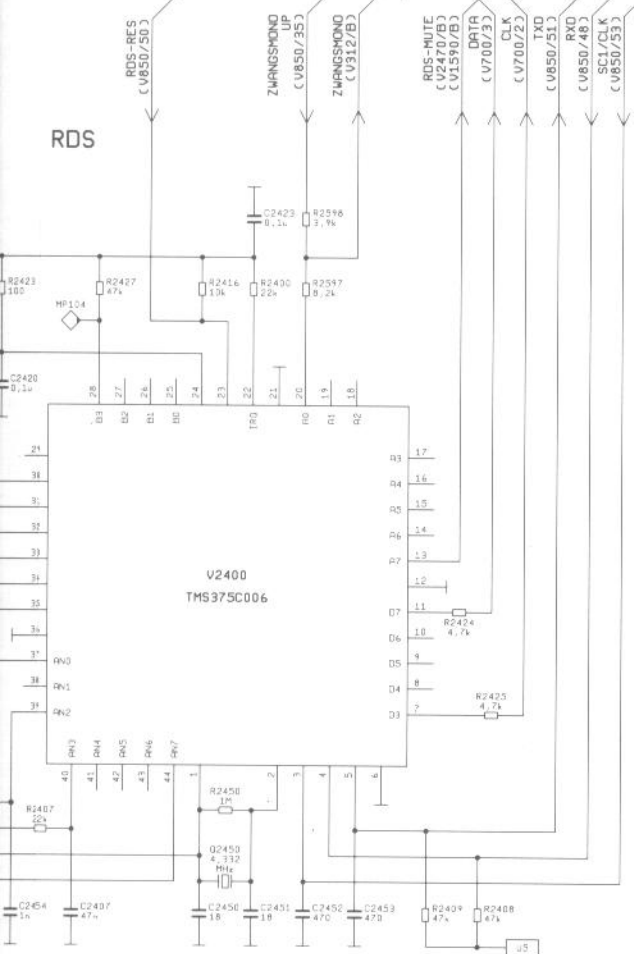 RDS-RES
(V850/50)
ZWANGSMONO
UP
(V850/35)
ZWANGSMONO
(V312/B)
RDS-MUTE
(V2470/B)
(V1590/B)
DATA
(V700/3)
CLK
(V700/2)
TXD
(V850/51)
RXD
(V850/48)
SC1/CLK
(V850/53)
RDS
C2423
0,1u
R2598
3,9k
R2423
100
R2427
47k
R2416
10k
R2400
22k
R2597
8,2k
MP104
C2420
0,1u
28 27 26 25 24 23 22 21 20 19 18
B3 B2 B1 B0 IRQ A0 A1 A2
29
30
31
32
33
34
35
36
37 AN0
38 AN1
39 AN2
A3 17
A4 16
A5 15
A6 14
A7 13
12
D7 11
D6 10
D5 9
D4 8
D3 7
V2400
TMS375C006
R2424
4,7k
R2425
4,7k
AN3 AN4 AN5 AN6 AN7
40 41 42 43 44 1 2 3 4 5 6
R2450
1M
R2407
22k
Q2450
4,332
MHz
C2454
1n
C2407
47n
C2450
18
C2451
18
C2452
470
C2453
470
R2409
47k
R2408
47k
u5